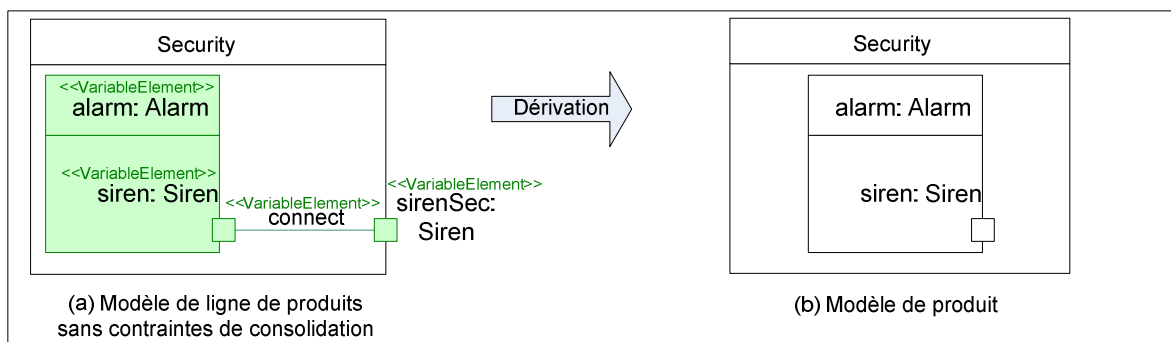 Security
<<VariableElement>>
alarm: Alarm
<<VariableElement>>
siren: Siren
<<VariableElement>>
connect
<<VariableElement>>
sirenSec:
Siren
(a) Modèle de ligne de produits
sans contraintes de consolidation
Dérivation
Security
alarm: Alarm
siren: Siren
(b) Modèle de produit